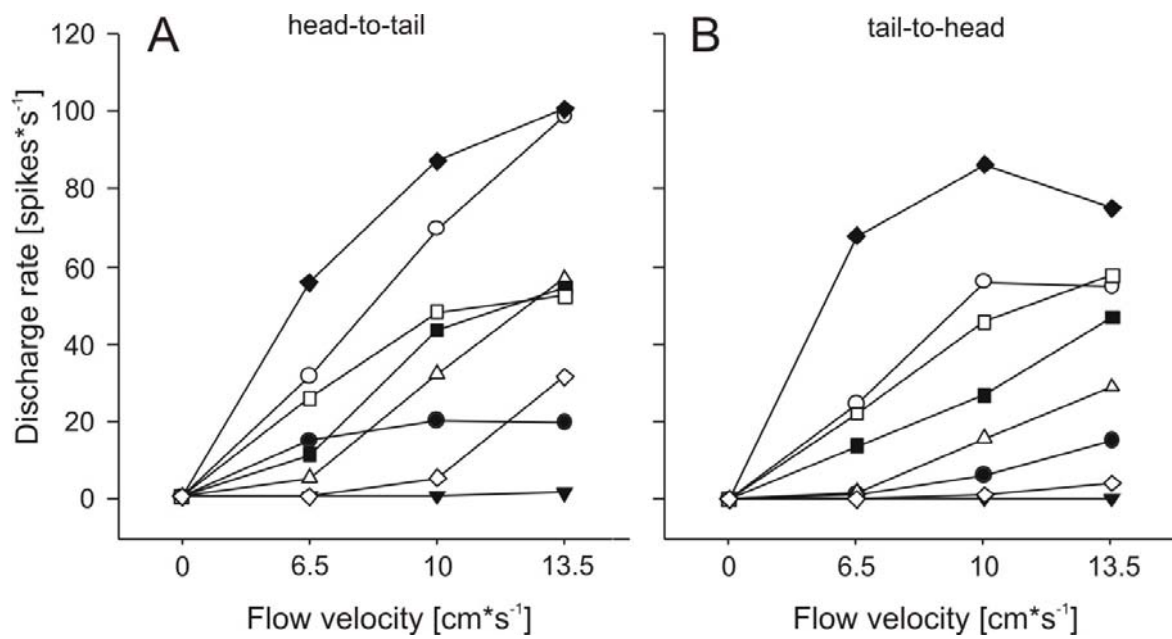 A head-to-tail
B tail-to-head
Discharge rate [spikes*s⁻¹]
120
100
80
60
40
20
0
0 6.5 10 13.5
0 6.5 10 13.5
Flow velocity [cm*s⁻¹]
Flow velocity [cm*s⁻¹]